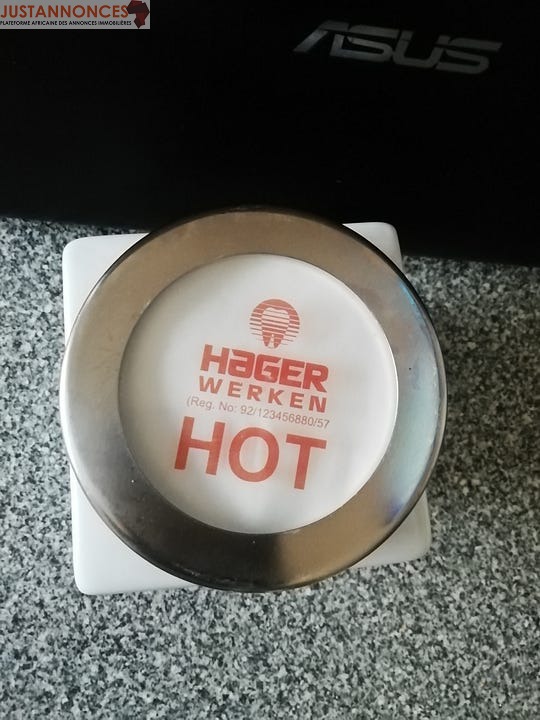 JUSTANNONCES
PLATEFORME AFRICAINE DES ANNONCES IMMOBILIÈRES
ASUS
HAGER
WERKEN
(Reg. No: 92/123456880/57
HOT